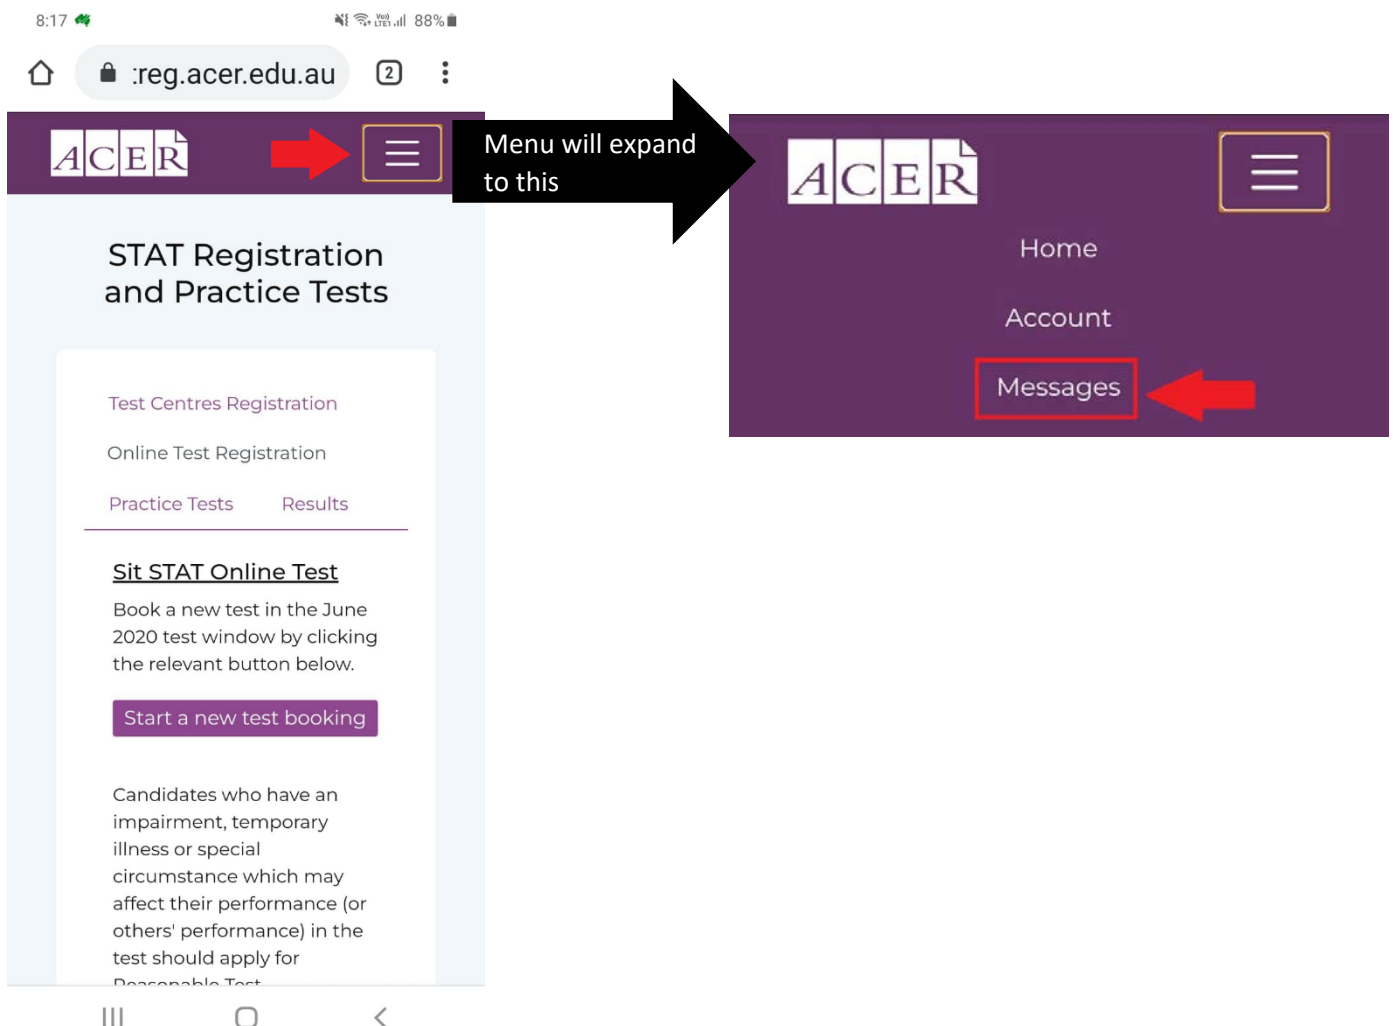 8:17
Vo))
LTE1
88%
:reg.acer.edu.au
2
ACER
STAT Registration
and Practice Tests
Test Centres Registration
Online Test Registration
Practice Tests
Results
Sit STAT Online Test
Book a new test in the June
2020 test window by clicking
the relevant button below.
Start a new test booking
Candidates who have an
impairment, temporary
illness or special
circumstance which may
affect their performance (or
others' performance) in the
test should apply for
Reasonable Test
Menu will expand
to this
ACER
Home
Account
Messages